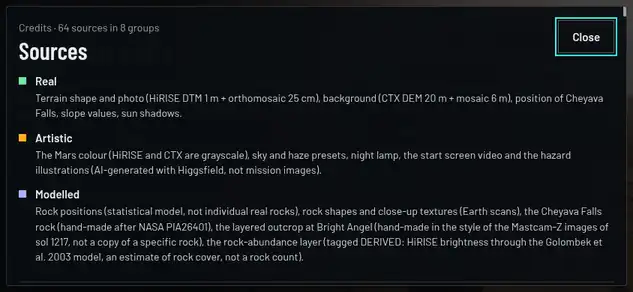 Credits · 64 sources in 8 groups
Sources
Close
Real
Terrain shape and photo (HiRISE DTM 1 m + orthomosaic 25 cm), background (CTX DEM 20 m + mosaic 6 m), position of Cheyava
Falls, slope values, sun shadows.
Artistic
The Mars colour (HiRISE and CTX are grayscale), sky and haze presets, night lamp, the start screen video and the hazard
illustrations (AI-generated with Higgsfield, not mission images).
Modelled
Rock positions (statistical model, not individual real rocks), rock shapes and close-up textures (Earth scans), the Cheyava Falls
rock (hand-made after NASA PIA26401), the layered outcrop at Bright Angel (hand-made in the style of the Mastcam-Z images of
sol 1217, not a copy of a specific rock), the rock-abundance layer (tagged DERIVED: HiRISE brightness through the Golombek et
al. 2003 model, an estimate of rock cover, not a rock count).